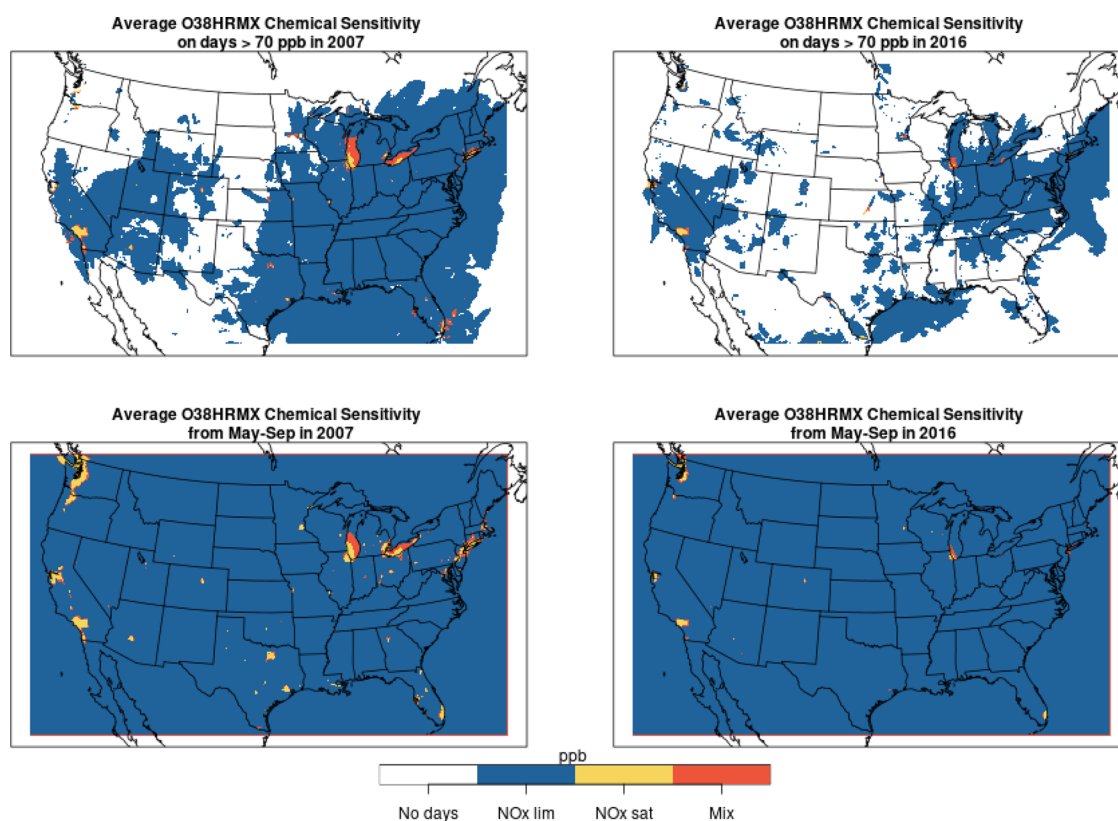 Average O38HRMX Chemical Sensitivity
on days > 70 ppb in 2007
Average O38HRMX Chemical Sensitivity
on days > 70 ppb in 2016
Average O38HRMX Chemical Sensitivity
from May-Sep in 2007
Average O38HRMX Chemical Sensitivity
from May-Sep in 2016
ppb
No days NOx lim NOx sat Mix